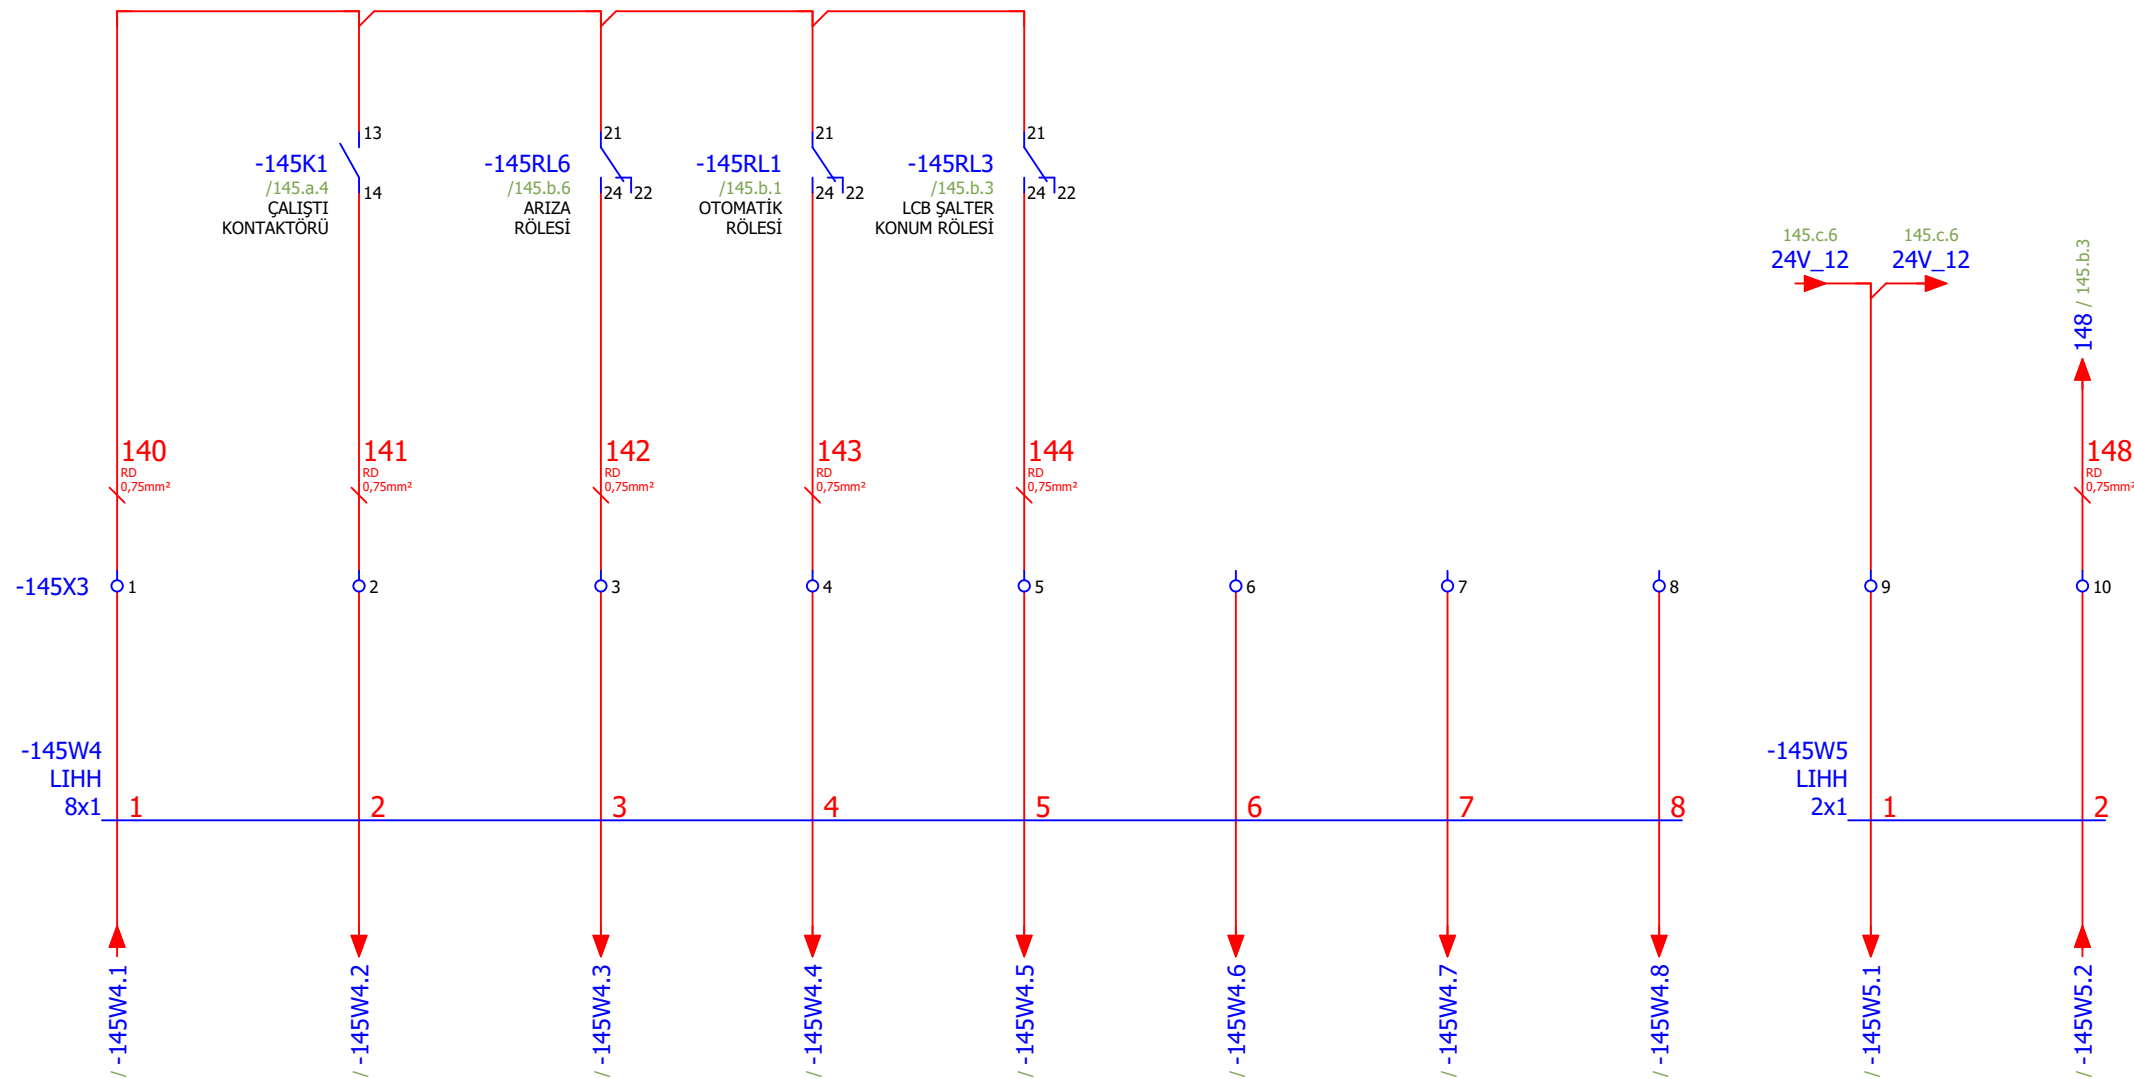 -145K1
/145.a.4
ÇALIŞTI
KONTAKTÖRÜ
13
14
-145RL6
/145.b.6
ARIZA
RÖLESİ
21
24
22
-145RL1
/145.b.1
OTOMATİK
RÖLESİ
21
24
22
-145RL3
/145.b.3
LCB ŞALTER
KONUM RÖLESİ
21
24
22
145.c.6
24V_12
145.c.6
24V_12
148 / 145.b.3
140
RD
0,75mm²
141
RD
0,75mm²
142
RD
0,75mm²
143
RD
0,75mm²
144
RD
0,75mm²
148
RD
0,75mm²
-145X3
1
2
3
4
5
6
7
8
9
10
-145W4
LIHH
8x1
1
2
3
4
5
6
7
8
-145W5
LIHH
2x1
1
2
/ -145W4.1
/ -145W4.2
/ -145W4.3
/ -145W4.4
/ -145W4.5
/ -145W4.6
/ -145W4.7
/ -145W4.8
/ -145W5.1
/ -145W5.2